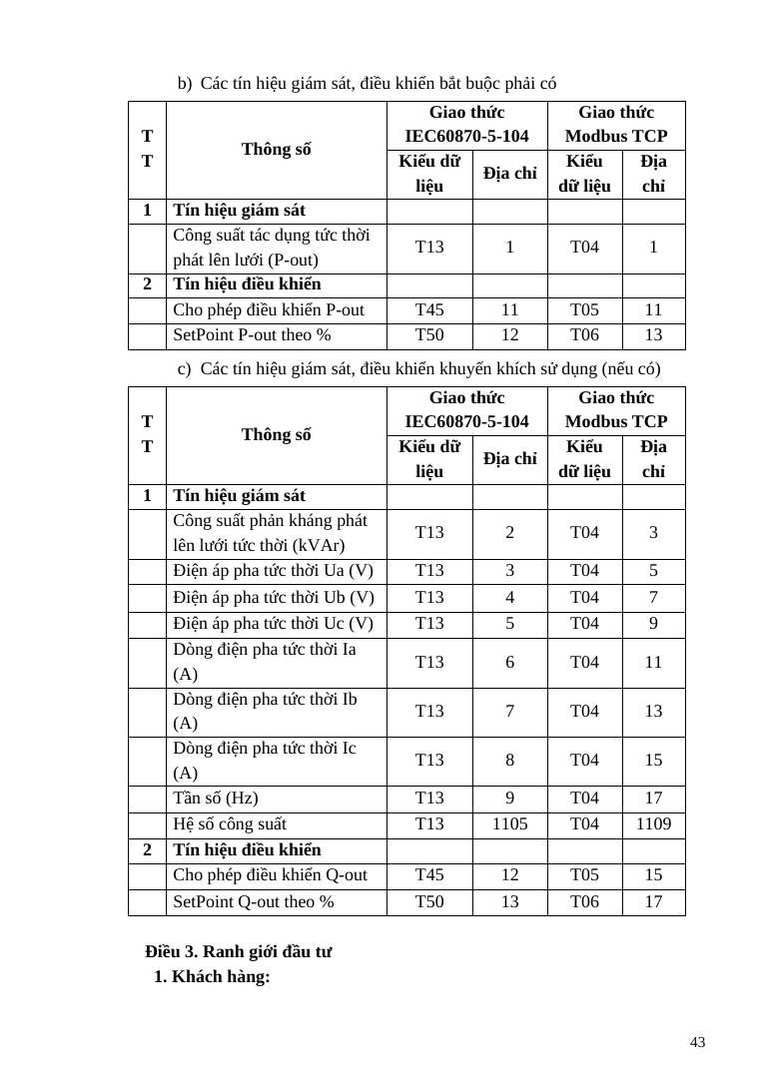 b) Các tín hiệu giám sát, điều khiển bắt buộc phải có
T
T
Thông số
Giao thức
IEC60870-5-104
Giao thức
Modbus TCP
Kiểu dữ
liệu
Địa chỉ
Kiểu
dữ liệu
Địa
chỉ
1 Tín hiệu giám sát
Công suất tác dụng tức thời
phát lên lưới (P-out)
T13 1 T04 1
2 Tín hiệu điều khiển
Cho phép điều khiển P-out T45 11 T05 11
SetPoint P-out theo % T50 12 T06 13
c) Các tín hiệu giám sát, điều khiển khuyến khích sử dụng (nếu có)
T
T
Thông số
Giao thức
IEC60870-5-104
Giao thức
Modbus TCP
Kiểu dữ
liệu
Địa chỉ
Kiểu
dữ liệu
Địa
chỉ
1 Tín hiệu giám sát
Công suất phản kháng phát
lên lưới tức thời (kVAr)
T13 2 T04 3
Điện áp pha tức thời Ua (V) T13 3 T04 5
Điện áp pha tức thời Ub (V) T13 4 T04 7
Điện áp pha tức thời Uc (V) T13 5 T04 9
Dòng điện pha tức thời Ia
(A)
T13 6 T04 11
Dòng điện pha tức thời Ib
(A)
T13 7 T04 13
Dòng điện pha tức thời Ic
(A)
T13 8 T04 15
Tần số (Hz) T13 9 T04 17
Hệ số công suất T13 1105 T04 1109
2 Tín hiệu điều khiển
Cho phép điều khiển Q-out T45 12 T05 15
SetPoint Q-out theo % T50 13 T06 17
Điều 3. Ranh giới đầu tư
1. Khách hàng:
43